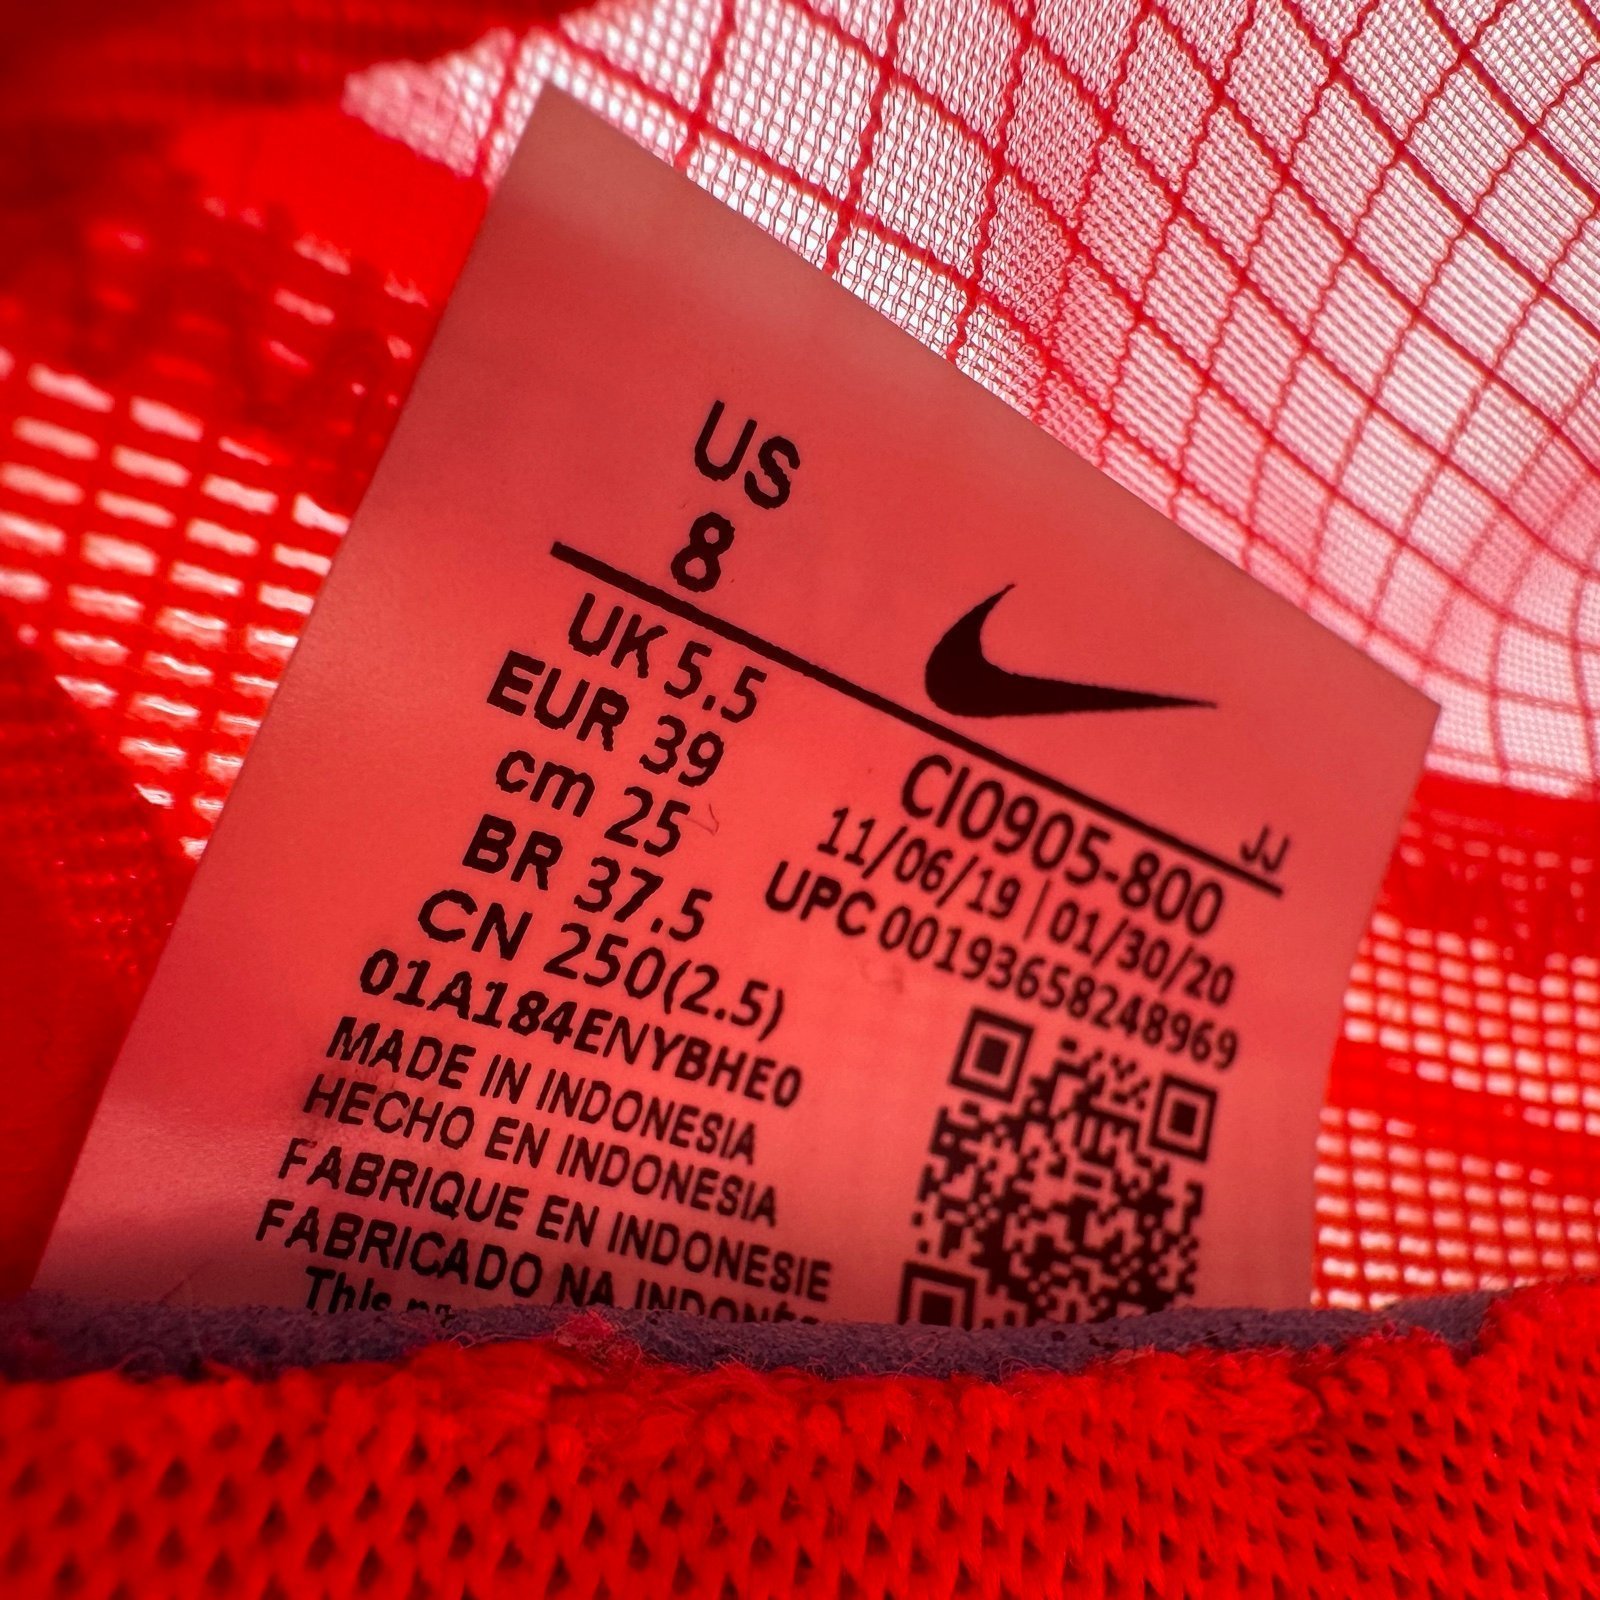 US
8
UK 5.5
EUR 39
cm 25
BR 37.5
CN 250(2.5)
01A184ENYBHE0
MADE IN INDONESIA
HECHO EN INDONESIA
FABRIQUE EN INDONESIE
FABRICADO NA
This
JJ
CI0905-800
11/06/19 | 01/30/20
UPC 00193658248969